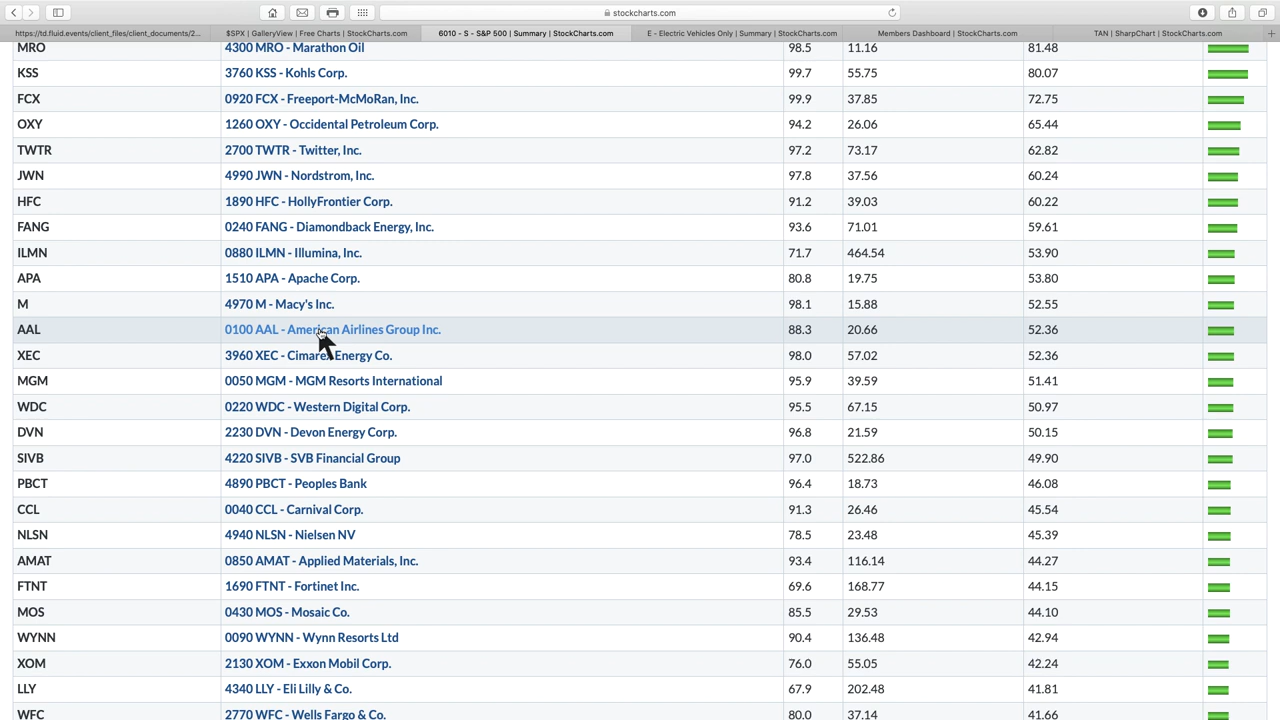 stockcharts.com
https://td.fluid.events/client_files/client_documents/2... $SPX | GalleryView | Free Charts | StockCharts.com 6010 - S - S&P 500 | Summary | StockCharts.com E - Electric Vehicles Only | Summary | StockCharts.com Members Dashboard | StockCharts.com TAN | SharpChart | StockCharts.com
MRO 4300 MRO - Marathon Oil 98.5 11.16 81.48
KSS 3760 KSS - Kohls Corp. 99.7 55.75 80.07
FCX 0920 FCX - Freeport-McMoRan, Inc. 99.9 37.85 72.75
OXY 1260 OXY - Occidental Petroleum Corp. 94.2 26.06 65.44
TWTR 2700 TWTR - Twitter, Inc. 97.2 73.17 62.82
JWN 4990 JWN - Nordstrom, Inc. 97.8 37.56 60.24
HFC 1890 HFC - HollyFrontier Corp. 91.2 39.03 60.22
FANG 0240 FANG - Diamondback Energy, Inc. 93.6 71.01 59.61
ILMN 0880 ILMN - Illumina, Inc. 71.7 464.54 53.90
APA 1510 APA - Apache Corp. 80.8 19.75 53.80
M 4970 M - Macy's Inc. 98.1 15.88 52.55
AAL 0100 AAL - American Airlines Group Inc. 88.3 20.66 52.36
XEC 3960 XEC - Cimarex Energy Co. 98.0 57.02 52.36
MGM 0050 MGM - MGM Resorts International 95.9 39.59 51.41
WDC 0220 WDC - Western Digital Corp. 95.5 67.15 50.97
DVN 2230 DVN - Devon Energy Corp. 96.8 21.59 50.15
SIVB 4220 SIVB - SVB Financial Group 97.0 522.86 49.90
PBCT 4890 PBCT - Peoples Bank 96.4 18.73 46.08
CCL 0040 CCL - Carnival Corp. 91.3 26.46 45.54
NLSN 4940 NLSN - Nielsen NV 78.5 23.48 45.39
AMAT 0850 AMAT - Applied Materials, Inc. 93.4 116.14 44.27
FTNT 1690 FTNT - Fortinet Inc. 69.6 168.77 44.15
MOS 0430 MOS - Mosaic Co. 85.5 29.53 44.10
WYNN 0090 WYNN - Wynn Resorts Ltd 90.4 136.48 42.94
XOM 2130 XOM - Exxon Mobil Corp. 76.0 55.05 42.24
LLY 4340 LLY - Eli Lilly & Co. 67.9 202.48 41.81
WFC 2770 WFC - Wells Fargo & Co. 80.0 37.14 41.66